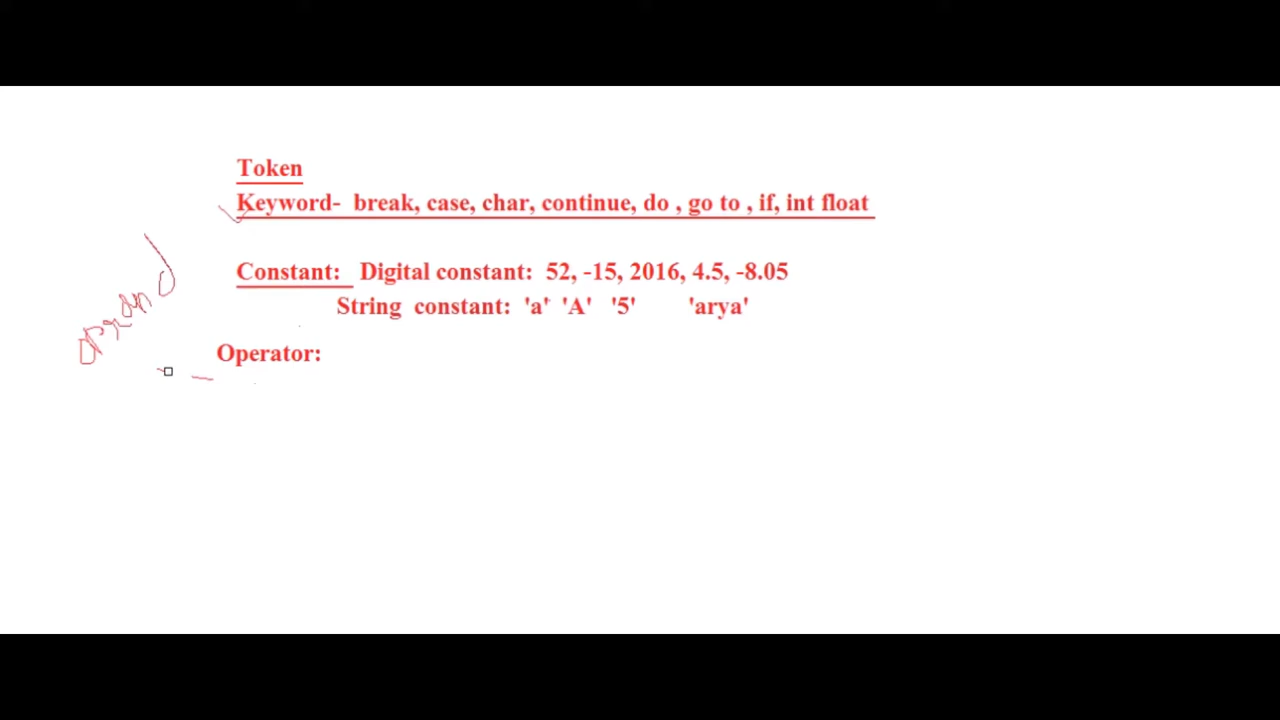 Token
Keyword- break, case, char, continue, do , go to , if, int float
Constant: Digital constant: 52, -15, 2016, 4.5, -8.05
String constant: 'a' 'A' '5' 'arya'
oprand
Operator: